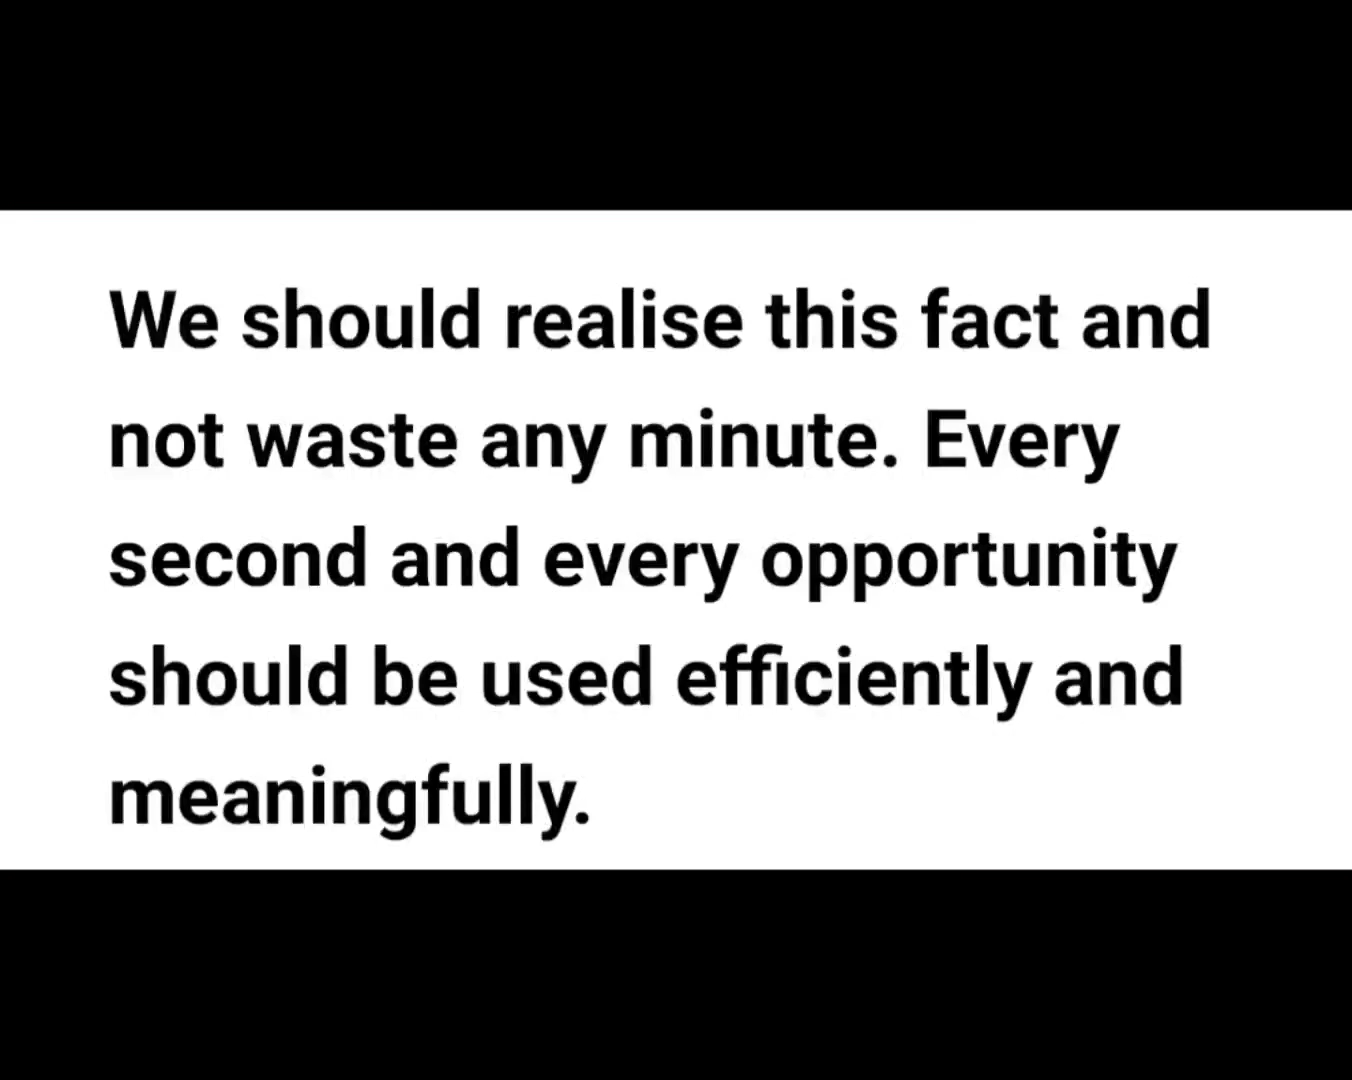 We should realise this fact and
not waste any minute. Every
second and every opportunity
should be used efficiently and
meaningfully.